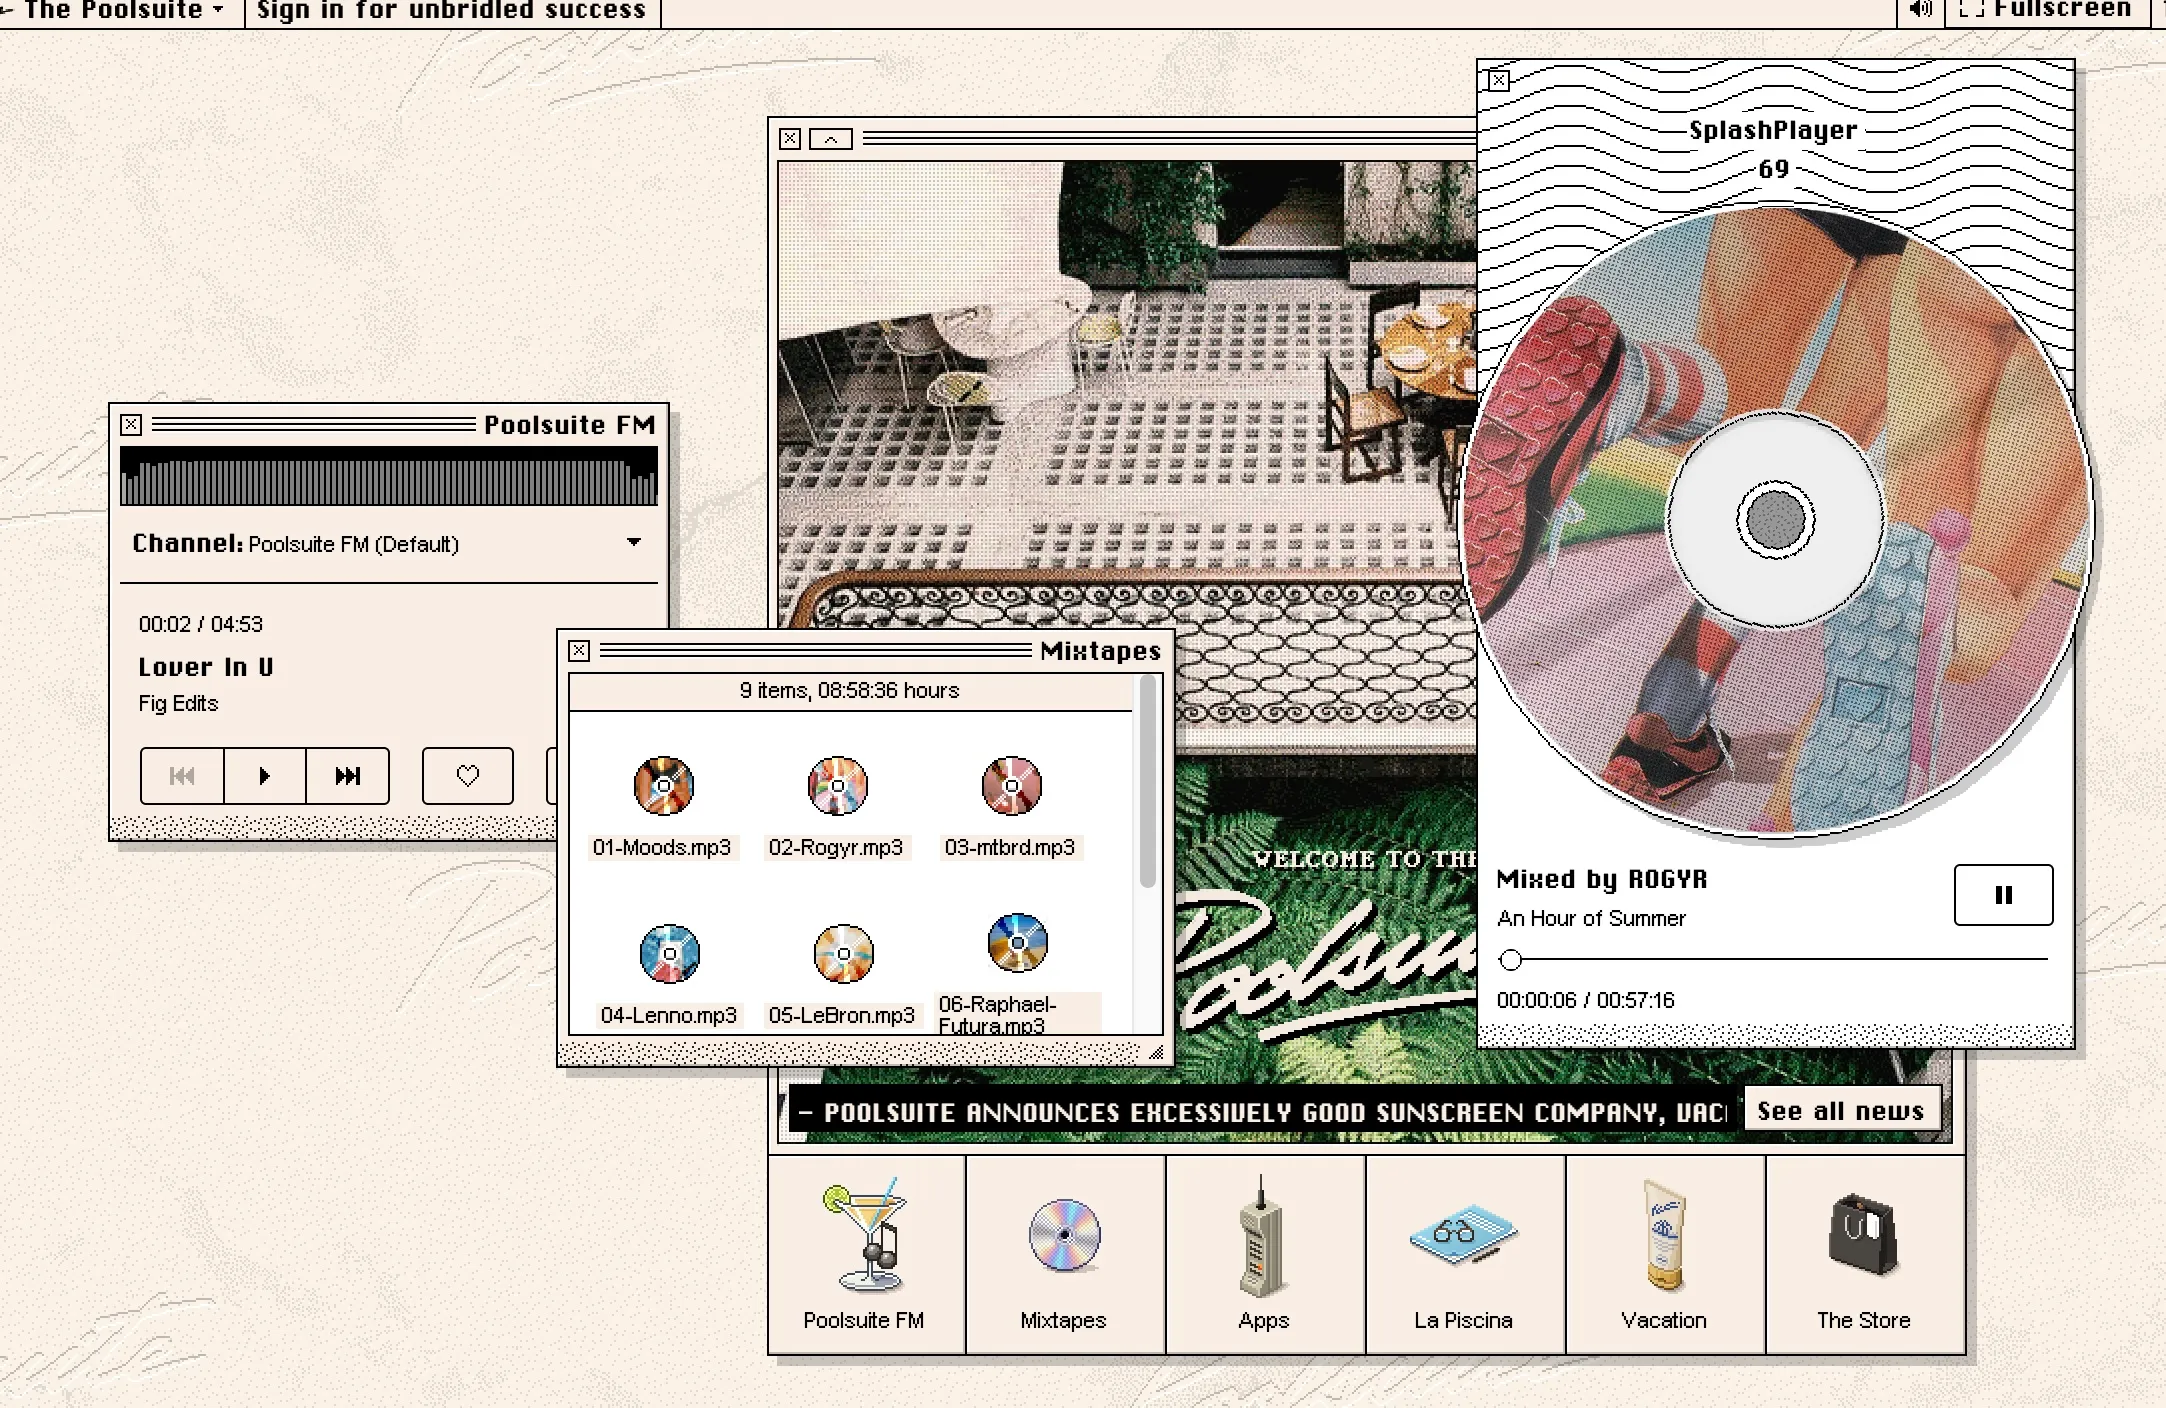 The Poolsuite
Sign in for unbridled success
Fullscreen
SplashPlayer
69
Poolsuite FM
Channel: Poolsuite FM (Default)
00:02 / 04:53
Lover In U
Fig Edits
Mixtapes
9 items, 08:58:36 hours
01-Moods.mp3
02-Rogyr.mp3
03-mtbrd.mp3
04-Lenno.mp3
05-LeBron.mp3
06-Raphael-
Futura.mp3
WELCOME TO THE
Poolsui
Mixed by ROGYR
An Hour of Summer
00:00:06 / 00:57:16
– POOLSUITE ANNOUNCES EXCESSIVELY GOOD SUNSCREEN COMPANY, VAC
See all news
Poolsuite FM
Mixtapes
Apps
La Piscina
Vacation
The Store